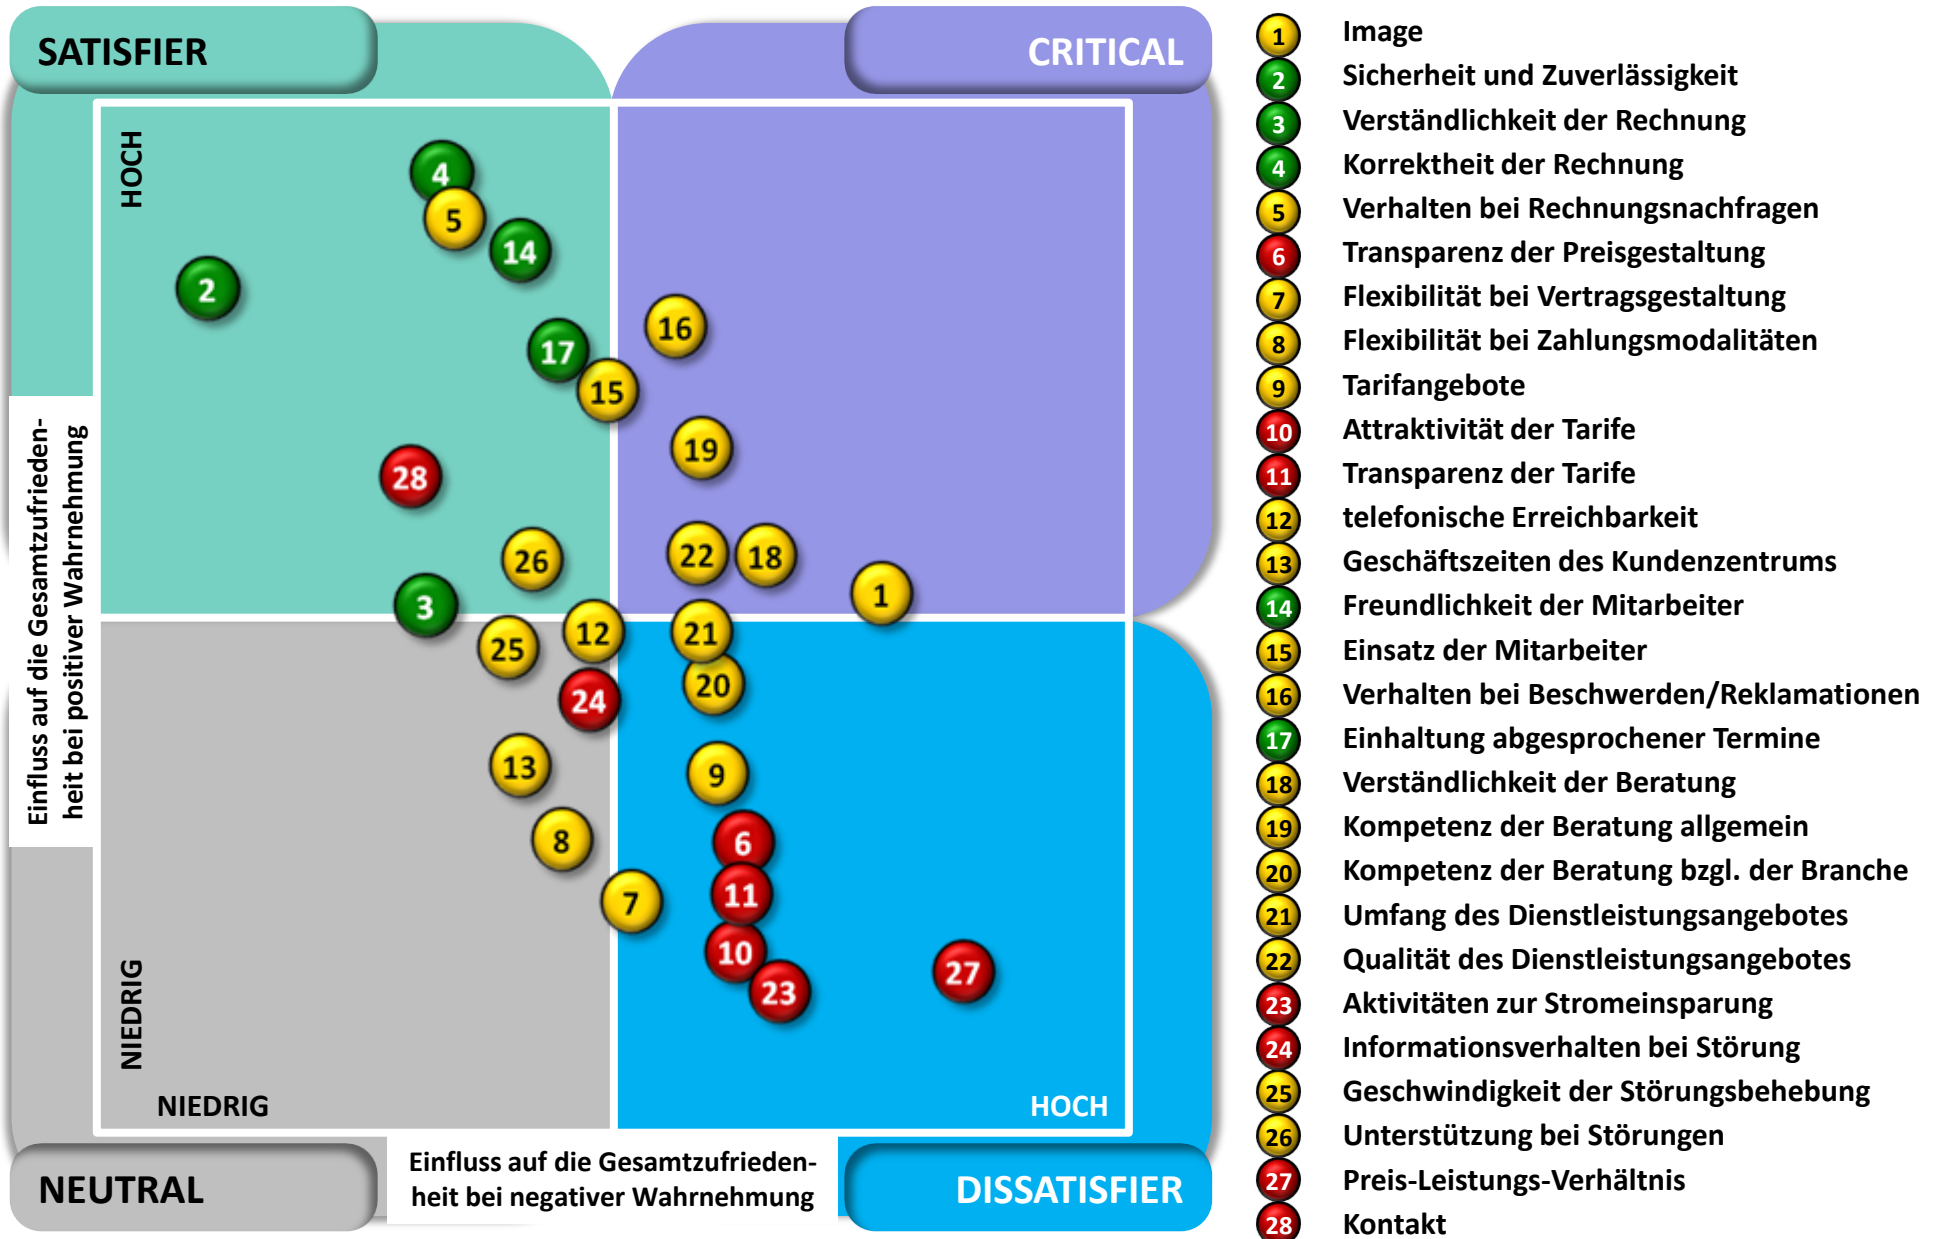 SATISFIER
CRITICAL
HOCH
4
5
14
2
16
17
15
19
28
22
18
26
1
3
12
21
25
20
24
13
9
8
6
11
7
10
23
27
Einfluss auf die Gesamtzufrieden-
heit bei positiver Wahrnehmung
NIEDRIG
NIEDRIG
HOCH
NEUTRAL
Einfluss auf die Gesamtzufrieden-
heit bei negativer Wahrnehmung
DISSATISFIER
1 Image
2 Sicherheit und Zuverlässigkeit
3 Verständlichkeit der Rechnung
4 Korrektheit der Rechnung
5 Verhalten bei Rechnungsnachfragen
6 Transparenz der Preisgestaltung
7 Flexibilität bei Vertragsgestaltung
8 Flexibilität bei Zahlungsmodalitäten
9 Tarifangebote
10 Attraktivität der Tarife
11 Transparenz der Tarife
12 telefonische Erreichbarkeit
13 Geschäftszeiten des Kundenzentrums
14 Freundlichkeit der Mitarbeiter
15 Einsatz der Mitarbeiter
16 Verhalten bei Beschwerden/Reklamationen
17 Einhaltung abgesprochener Termine
18 Verständlichkeit der Beratung
19 Kompetenz der Beratung allgemein
20 Kompetenz der Beratung bzgl. der Branche
21 Umfang des Dienstleistungsangebotes
22 Qualität des Dienstleistungsangebotes
23 Aktivitäten zur Stromeinsparung
24 Informationsverhalten bei Störung
25 Geschwindigkeit der Störungsbehebung
26 Unterstützung bei Störungen
27 Preis-Leistungs-Verhältnis
28 Kontakt